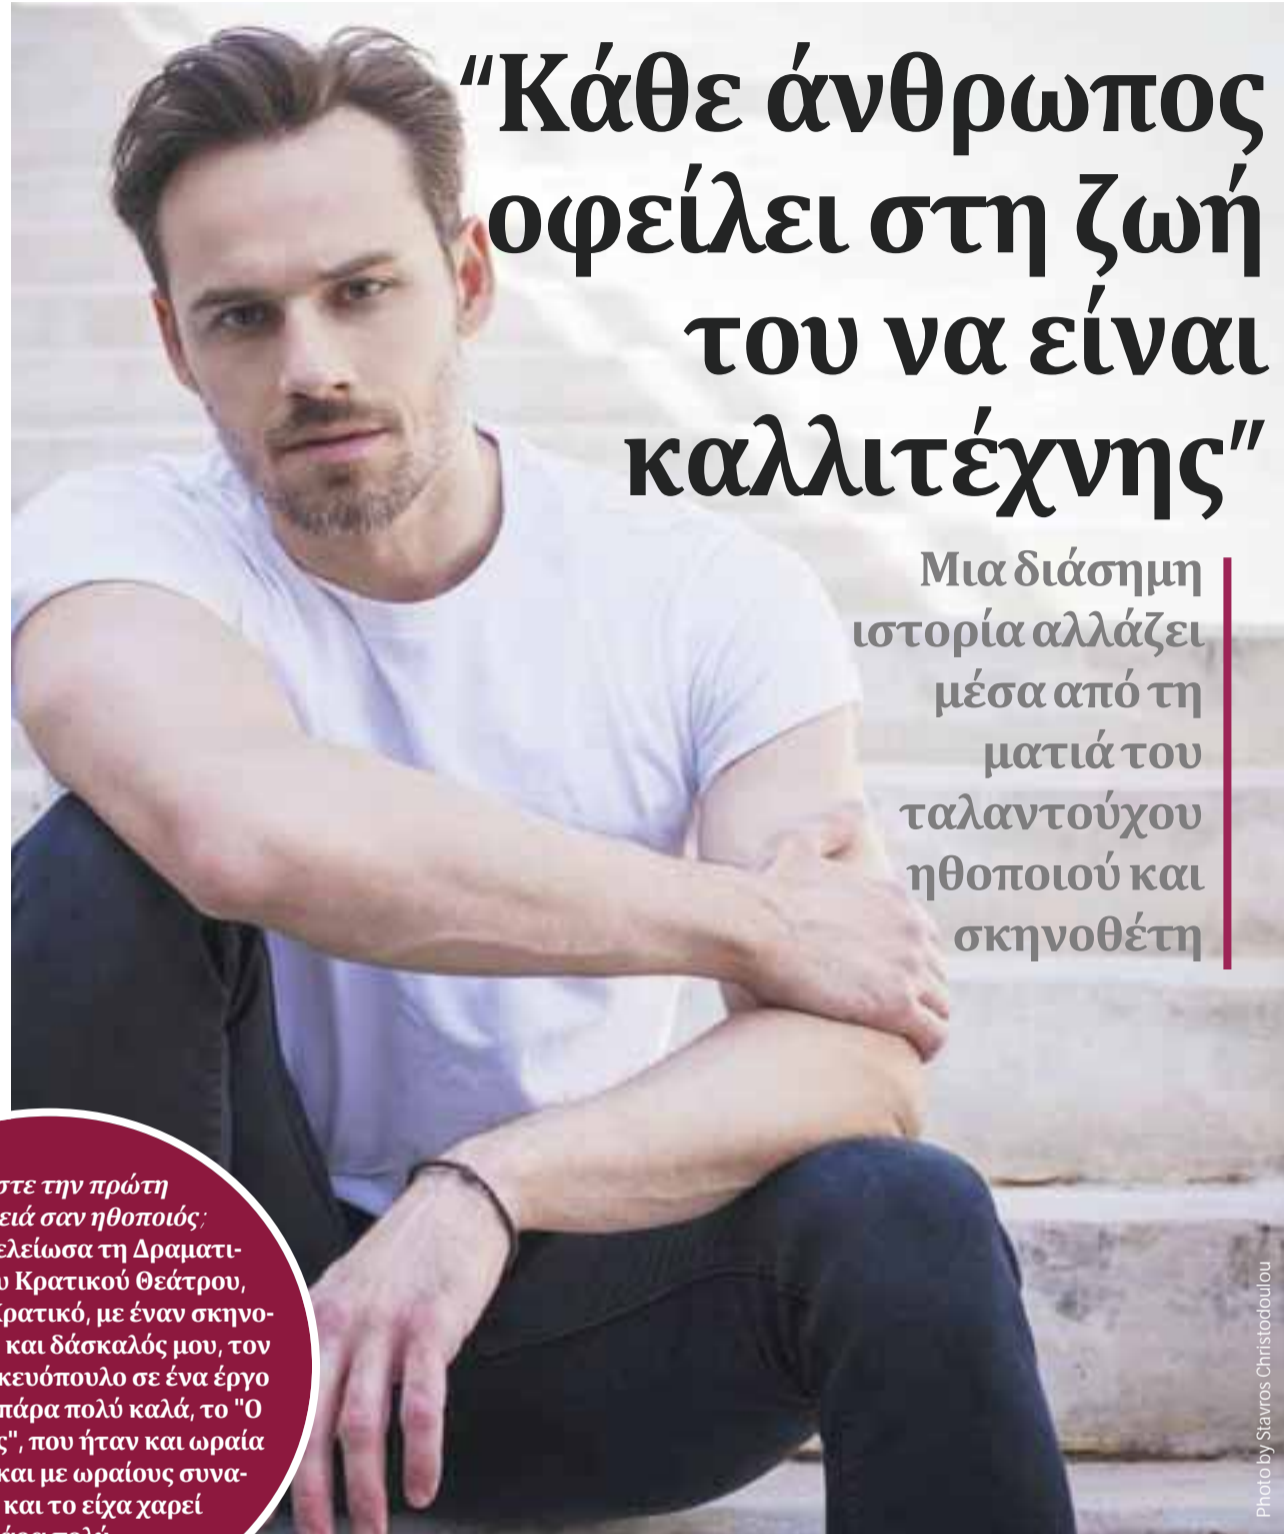 “Κάθε άνθρωπος
οφείλει στη ζωή
του να είναι
καλλιτέχνης”
Μια διάσημη
ιστορία αλλάζει
μέσα από τη
ματιά του
ταλαντούχου
ηθοποιού και
σκηνοθέτη
την πρώτη
σαν ηθοποιός;
τη Δραματι-
Κρατικού Θεάτρου,
με έναν σκηνο-
και δάσκαλός μου, τον
σε ένα έργο
πάρα πολύ καλά, το "Ο
που ήταν και ωραία
και με ωραίους συνα-
και το είχα χαρεί
Photo by Stavros Christodoulou